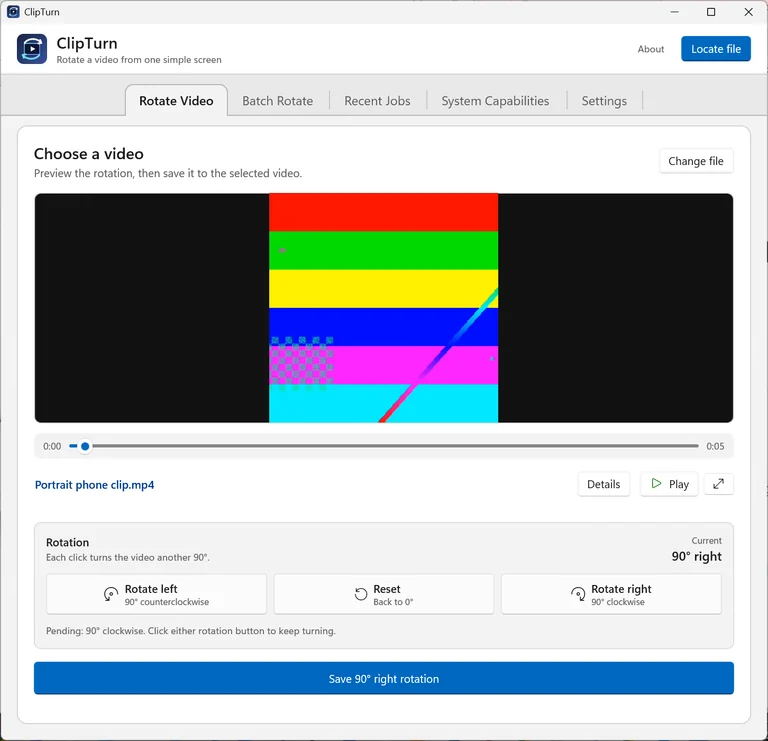 ClipTurn
ClipTurn
Rotate a video from one simple screen
About
Locate file
Rotate Video
Batch Rotate
Recent Jobs
System Capabilities
Settings
Choose a video
Preview the rotation, then save it to the selected video.
Change file
0:00
0:05
Portrait phone clip.mp4
Details
Play
Rotation
Each click turns the video another 90°.
Current
90° right
Rotate left
90° counterclockwise
Reset
Back to 0°
Rotate right
90° clockwise
Pending: 90° clockwise. Click either rotation button to keep turning.
Save 90° right rotation